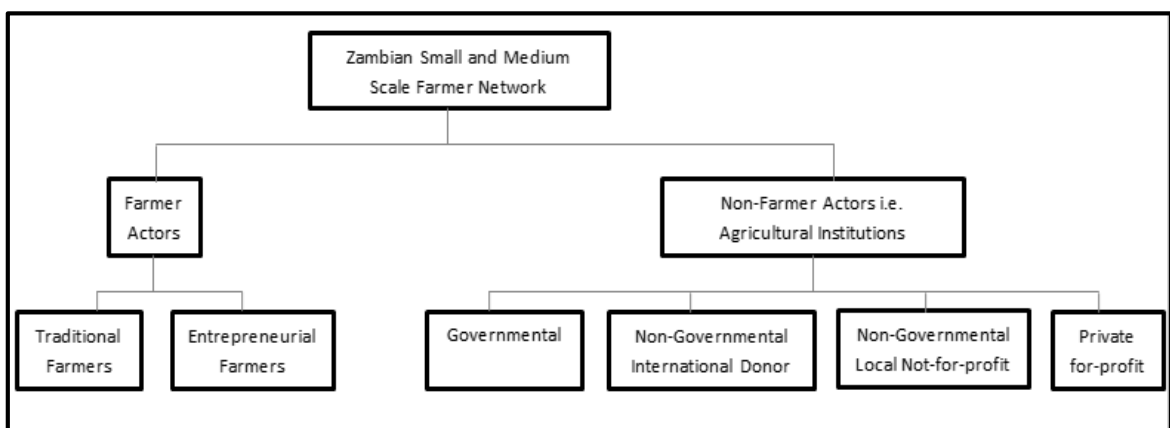 Zambian Small and Medium
Scale Farmer Network
Farmer
Actors
Non-Farmer Actors i.e.
Agricultural Institutions
Traditional
Farmers
Entrepreneurial
Farmers
Governmental
Non-Governmental
International Donor
Non-Governmental
Local Not-for-profit
Private
for-profit